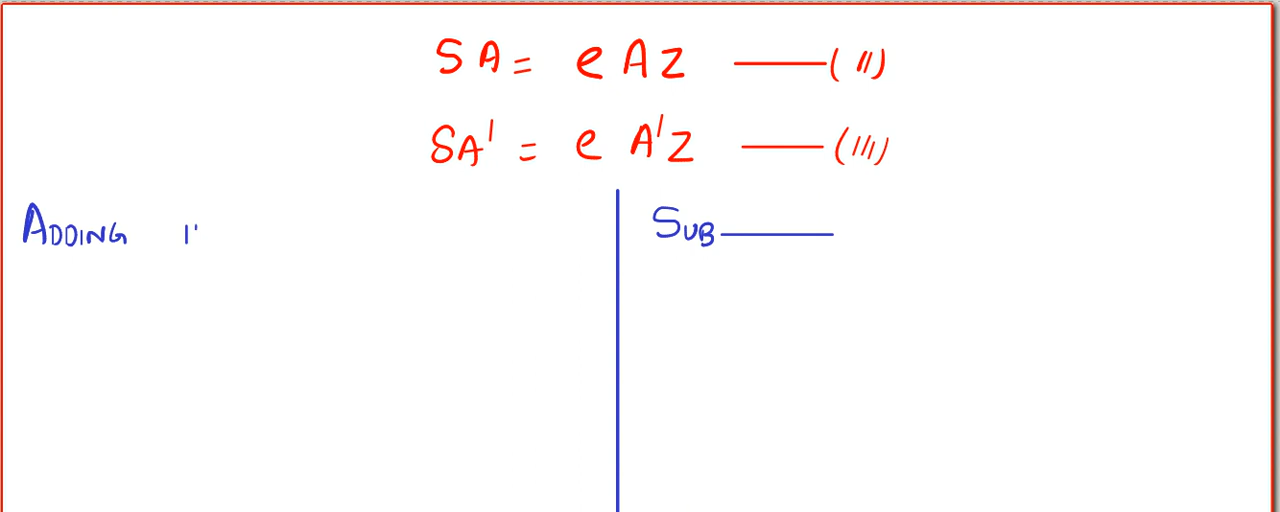 SA = eAZ —(II)
SA' = eA'Z —(III)
ADDING I'
SUB—